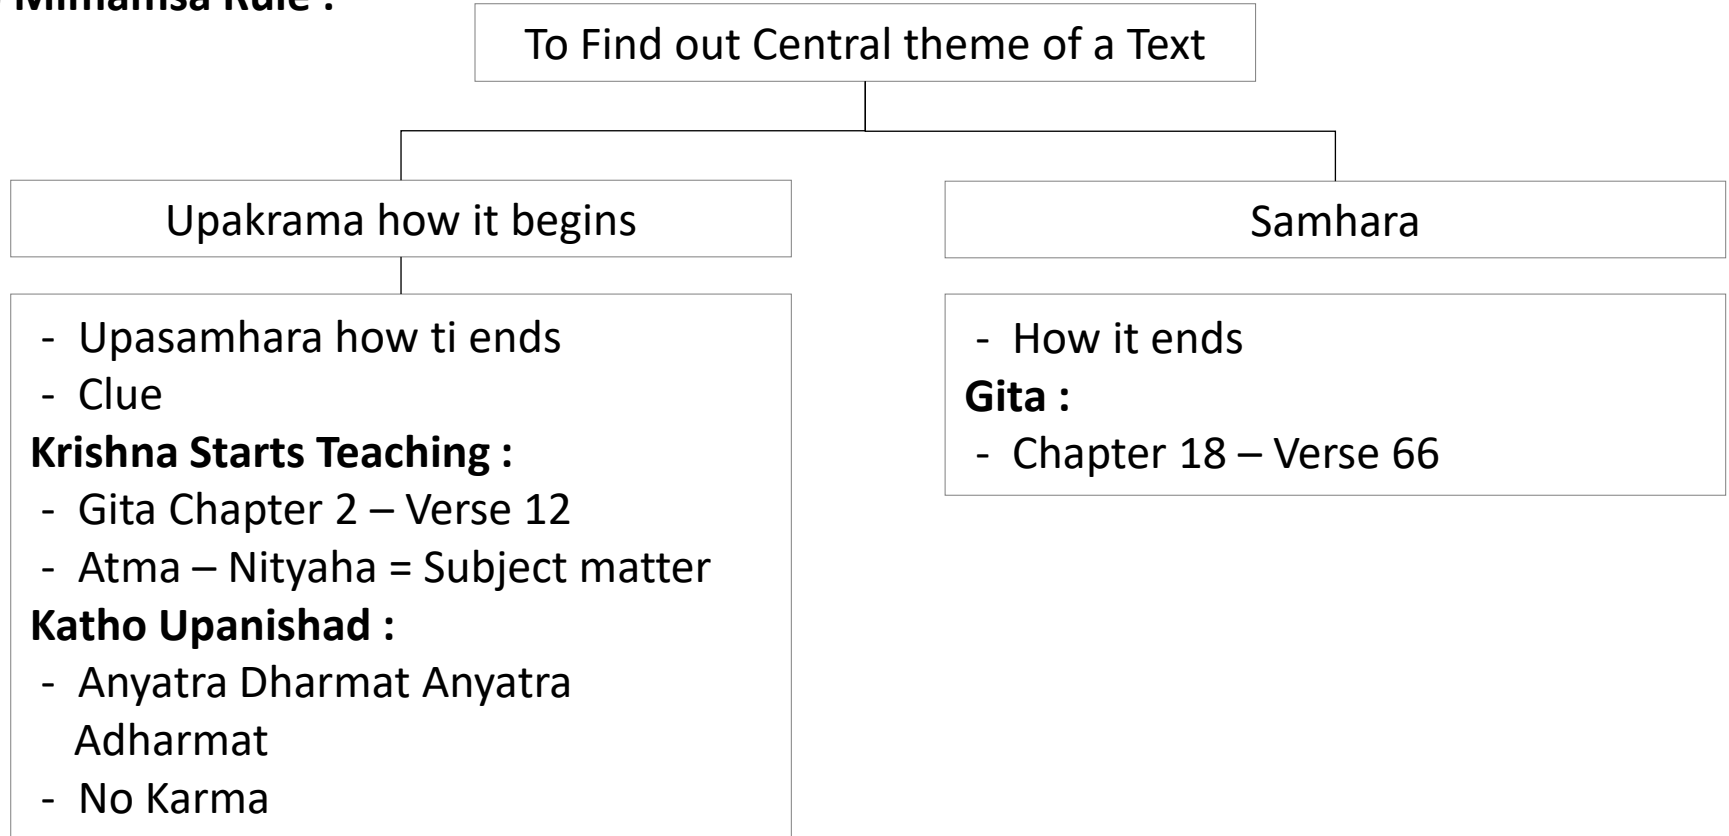 Mimamsa Rule :
To Find out Central theme of a Text
Upakrama how it begins
Samhara
- Upasamhara how ti ends
- Clue
Krishna Starts Teaching :
- Gita Chapter 2 – Verse 12
- Atma – Nityaha = Subject matter
Katho Upanishad :
- Anyatra Dharmat Anyatra
Adharmat
- No Karma
- How it ends
Gita :
- Chapter 18 – Verse 66